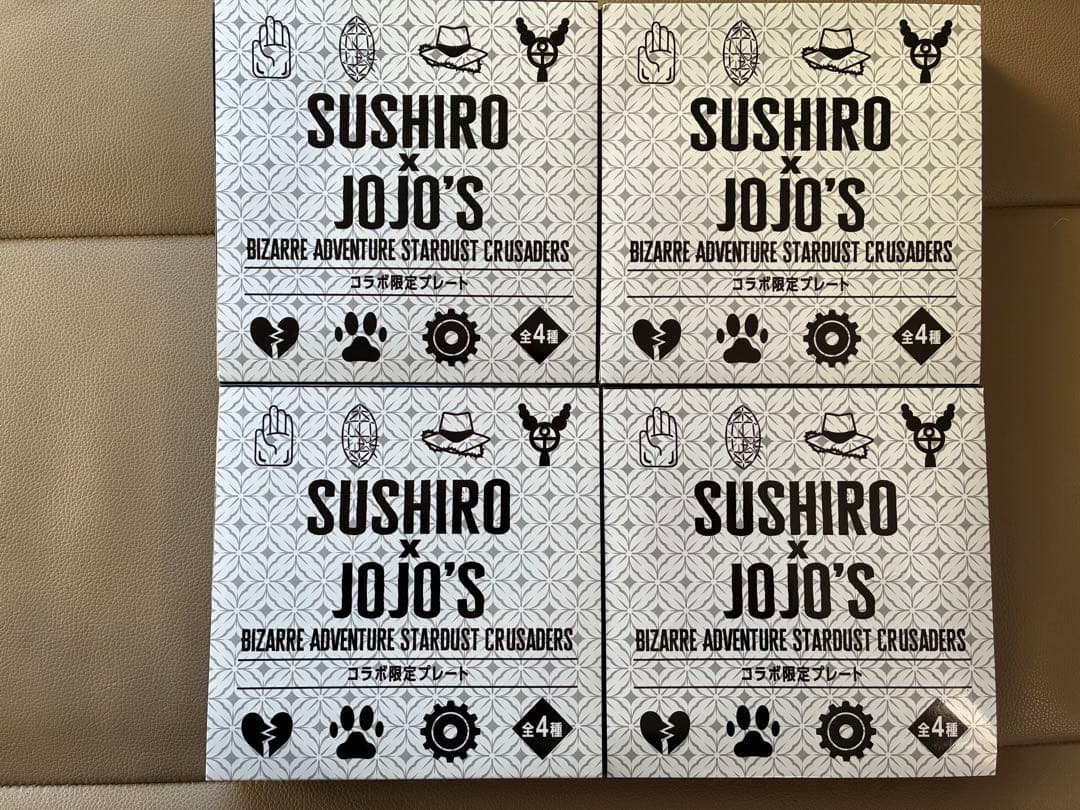 SUSHIRO
x
JOJO'S
BIZARRE ADVENTURE STARDUST CRUSADERS
コラボ限定プレート
全4種
SUSHIRO
x
JOJO'S
BIZARRE ADVENTURE STARDUST CRUSADERS
コラボ限定プレート
全4種
SUSHIRO
x
JOJO'S
BIZARRE ADVENTURE STARDUST CRUSADERS
コラボ限定プレート
全4種
SUSHIRO
x
JOJO'S
BIZARRE ADVENTURE STARDUST CRUSADERS
コラボ限定プレート
全4種